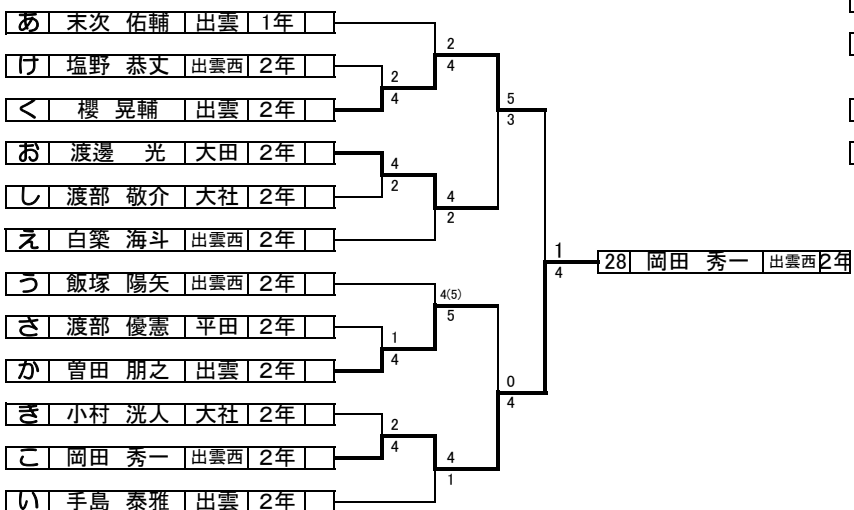 あ 末次 佑輔 出雲 1年
2
4
け 塩野 恭丈 出雲西 2年
2
4
く 櫻 晃輔 出雲 2年
5
3
お 渡邊 光 大田 2年
4
2
し 渡部 敬介 大社 2年
4
2
え 白築 海斗 出雲西 2年
1
4
28 岡田 秀一 出雲西 2年
う 飯塚 陽矢 出雲西 2年
4(5)
5
さ 渡部 優憲 平田 2年
1
4
か 曽田 朋之 出雲 2年
0
4
き 小村 洸人 大社 2年
2
4
こ 岡田 秀一 出雲西 2年
4
1
い 手島 泰雅 出雲 2年